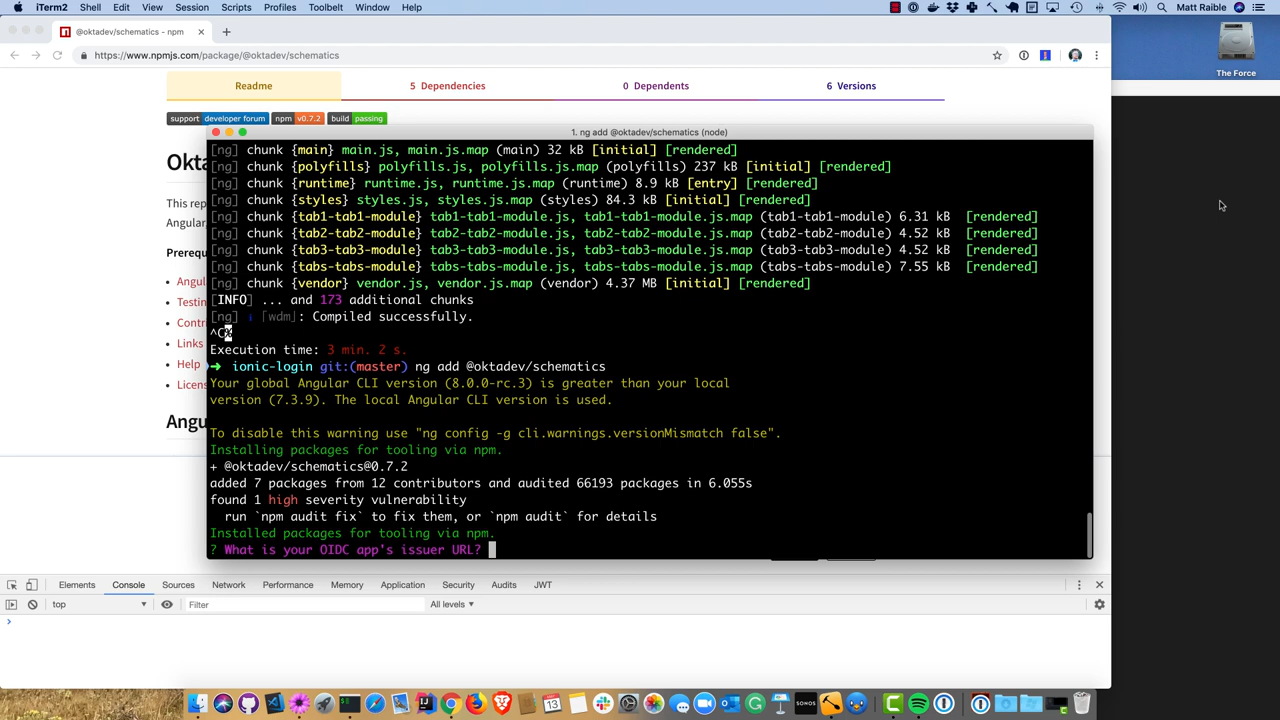 iTerm2 Shell Edit View Session Scripts Profiles Toolbelt Window Help Matt Raible
@oktadev/schematics - npm
https://www.npmjs.com/package/@oktadev/schematics
The Force
Readme 5 Dependencies 0 Dependents 6 Versions
support developer forum npm v0.7.2 build passing
1. ng add @oktadev/schematics (node)
[ng] chunk {main} main.js, main.js.map (main) 32 kB [initial] [rendered]
[ng] chunk {polyfills} polyfills.js, polyfills.js.map (polyfills) 237 kB [initial] [rendered]
[ng] chunk {runtime} runtime.js, runtime.js.map (runtime) 8.9 kB [entry] [rendered]
[ng] chunk {styles} styles.js, styles.js.map (styles) 84.3 kB [initial] [rendered]
[ng] chunk {tab1-tab1-module} tab1-tab1-module.js, tab1-tab1-module.js.map (tab1-tab1-module) 6.31 kB [rendered]
[ng] chunk {tab2-tab2-module} tab2-tab2-module.js, tab2-tab2-module.js.map (tab2-tab2-module) 4.52 kB [rendered]
[ng] chunk {tab3-tab3-module} tab3-tab3-module.js, tab3-tab3-module.js.map (tab3-tab3-module) 4.52 kB [rendered]
[ng] chunk {tabs-tabs-module} tabs-tabs-module.js, tabs-tabs-module.js.map (tabs-tabs-module) 7.55 kB [rendered]
[ng] chunk {vendor} vendor.js, vendor.js.map (vendor) 4.37 MB [initial] [rendered]
[INFO] ... and 173 additional chunks
[ng] ℹ ｢wdm｣: Compiled successfully.
^C%
Execution time: 3 min. 2 s.
➜ ionic-login git:(master) ng add @oktadev/schematics
Your global Angular CLI version (8.0.0-rc.3) is greater than your local
version (7.3.9). The local Angular CLI version is used.
To disable this warning use "ng config -g cli.warnings.versionMismatch false".
Installing packages for tooling via npm.
+ @oktadev/schematics@0.7.2
added 7 packages from 12 contributors and audited 66193 packages in 6.055s
found 1 high severity vulnerability
run `npm audit fix` to fix them, or `npm audit` for details
Installed packages for tooling via npm.
? What is your OIDC app's issuer URL?
Okta
This rep
Angular,
Prerequ
Angul
Testin
Contr
Links
Help
Licens
Angu
Elements Console Sources Network Performance Memory Application Security Audits JWT
top Filter All levels
13
SONOS